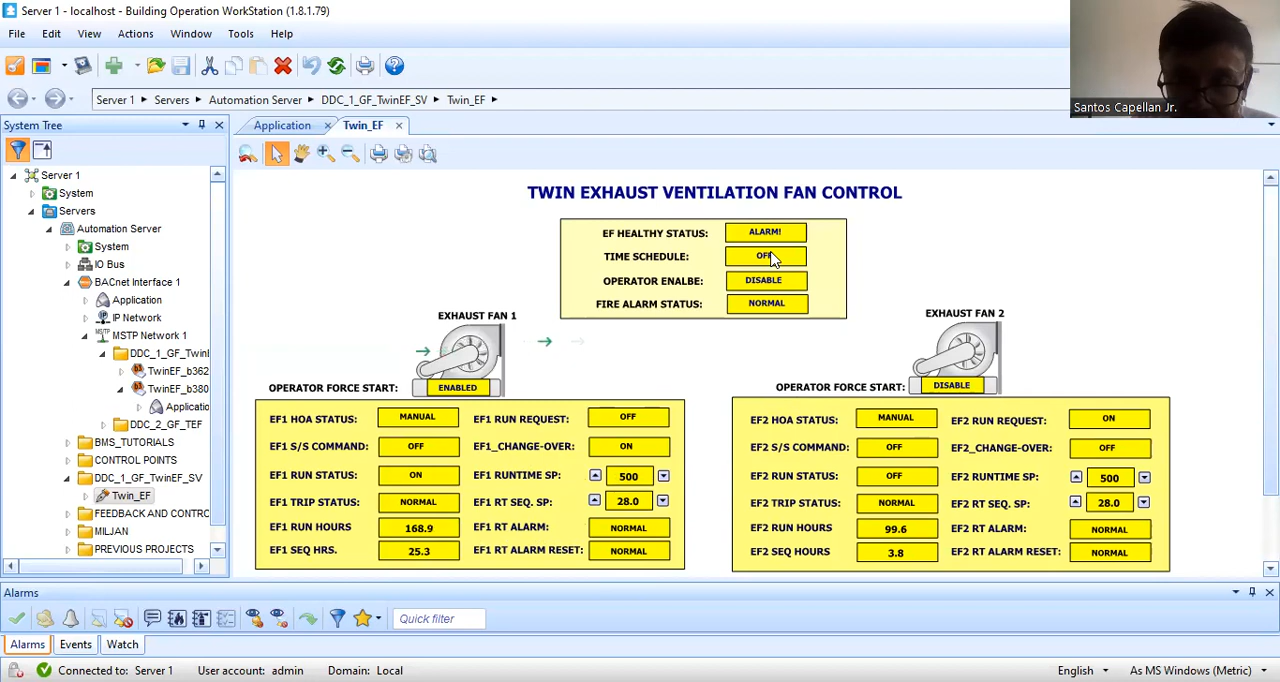 Server 1 - localhost - Building Operation WorkStation (1.8.1.79)
File Edit View Actions Window Tools Help
Santos Capellan Jr.
Server 1 Servers Automation Server DDC_1_GF_TwinEF_SV Twin_EF
System Tree
Application
Twin_EF
Server 1
System
Servers
Automation Server
System
IO Bus
BACnet Interface 1
Application
IP Network
MSTP Network 1
DDC_1_GF_Twin
TwinEF_b362
TwinEF_b380
Applicatio
DDC_2_GF_TEF
BMS_TUTORIALS
CONTROL POINTS
DDC_1_GF_TwinEF_SV
Twin_EF
FEEDBACK AND CONTRC
MILJAN
PREVIOUS PROJECTS
TWIN EXHAUST VENTILATION FAN CONTROL
EF HEALTHY STATUS: ALARM!
TIME SCHEDULE: OFF
OPERATOR ENALBE: DISABLE
FIRE ALARM STATUS: NORMAL
EXHAUST FAN 1
OPERATOR FORCE START: ENABLED
EF1 HOA STATUS: MANUAL EF1 RUN REQUEST: OFF
EF1 S/S COMMAND: OFF EF1_CHANGE-OVER: ON
EF1 RUN STATUS: ON EF1 RUNTIME SP: 500
EF1 TRIP STATUS: NORMAL EF1 RT SEQ. SP: 28.0
EF1 RUN HOURS 168.9 EF1 RT ALARM: NORMAL
EF1 SEQ HRS. 25.3 EF1 RT ALARM RESET: NORMAL
EXHAUST FAN 2
OPERATOR FORCE START: DISABLE
EF2 HOA STATUS: MANUAL EF2 RUN REQUEST: ON
EF2 S/S COMMAND: OFF EF2_CHANGE-OVER: OFF
EF2 RUN STATUS: OFF EF2 RUNTIME SP: 500
EF2 TRIP STATUS: NORMAL EF2 RT SEQ. SP: 28.0
EF2 RUN HOURS 99.6 EF2 RT ALARM: NORMAL
EF2 SEQ HOURS 3.8 EF2 RT ALARM RESET: NORMAL
Alarms
Quick filter
Alarms Events Watch
Connected to: Server 1 User account: admin Domain: Local English As MS Windows (Metric)